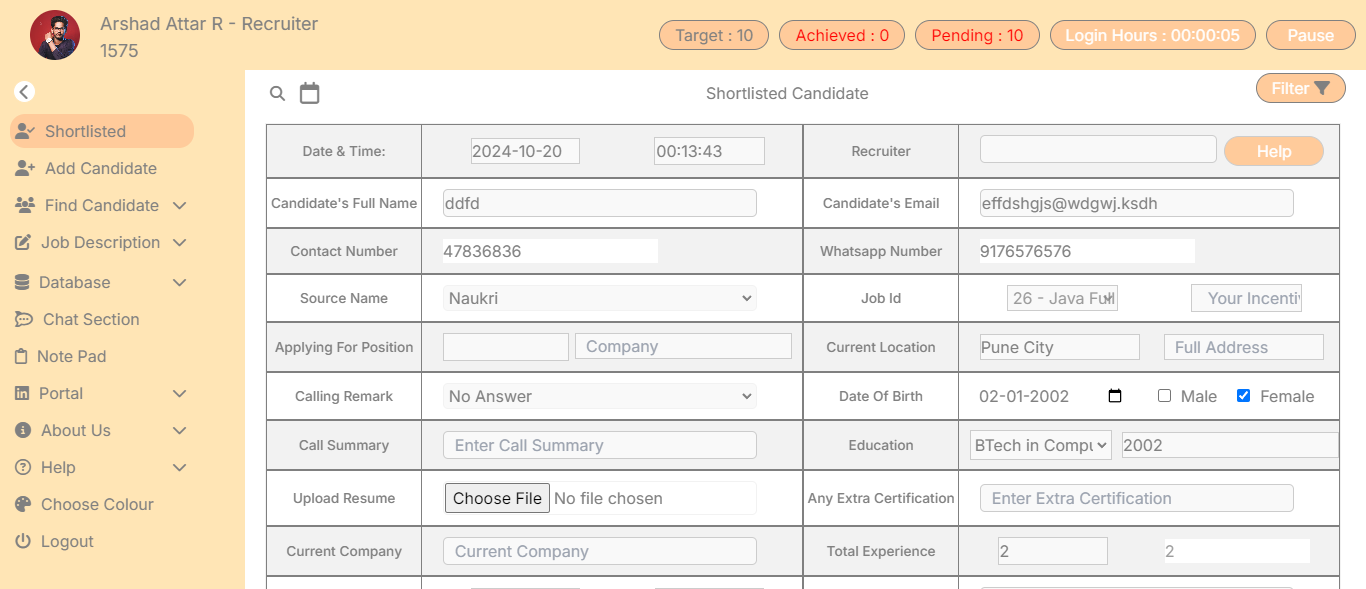 Arshad Attar R - Recruiter
1575
Target : 10
Achieved : 0
Pending : 10
Login Hours : 00:00:05
Pause
Shortlisted
Add Candidate
Find Candidate
Job Description
Database
Chat Section
Note Pad
Portal
About Us
Help
Choose Colour
Logout
Shortlisted Candidate
Filter
Date & Time: 2024-10-20 00:13:43 Recruiter Help
Candidate's Full Name ddfd Candidate's Email effdshgjs@wdgwj.ksdh
Contact Number 47836836 Whatsapp Number 9176576576
Source Name Naukri Job Id 26 - Java Full Your Incenti
Applying For Position Company Current Location Pune City Full Address
Calling Remark No Answer Date Of Birth 02-01-2002 Male Female
Call Summary Enter Call Summary Education BTech in Compu 2002
Upload Resume Choose File No file chosen Any Extra Certification Enter Extra Certification
Current Company Current Company Total Experience 2 2